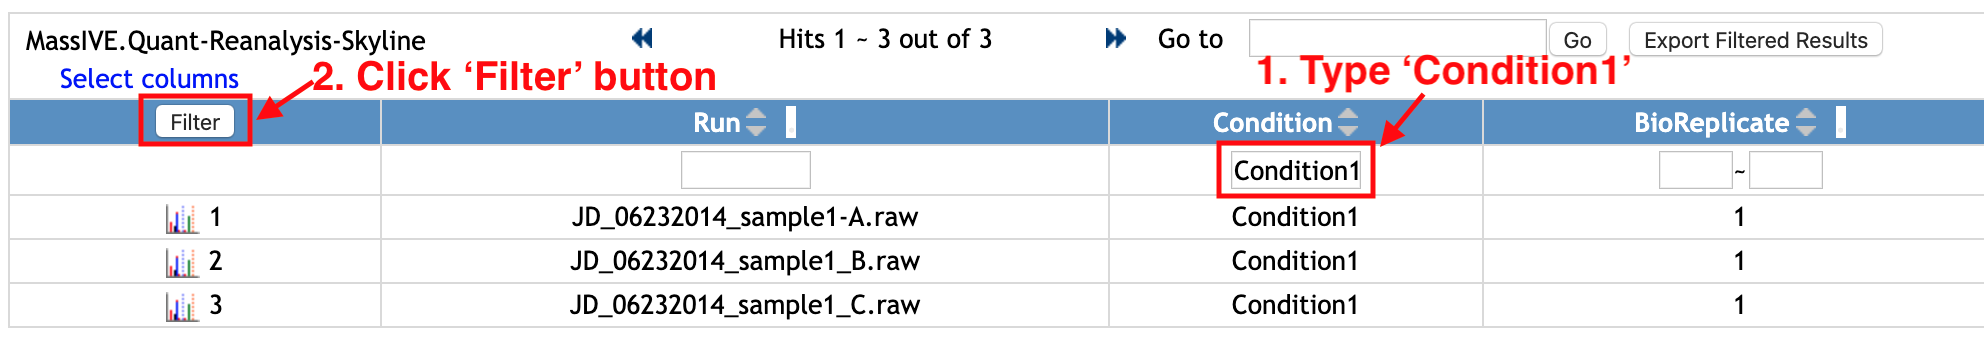 MassIVE.Quant-Reanalysis-Skyline Hits 1 ~ 3 out of 3 Go to Go Export Filtered Results
Select columns 2. Click ‘Filter’ button 1. Type ‘Condition1’
Filter Run Condition BioReplicate
Condition1 ~
1 JD_06232014_sample1-A.raw Condition1 1
2 JD_06232014_sample1_B.raw Condition1 1
3 JD_06232014_sample1_C.raw Condition1 1